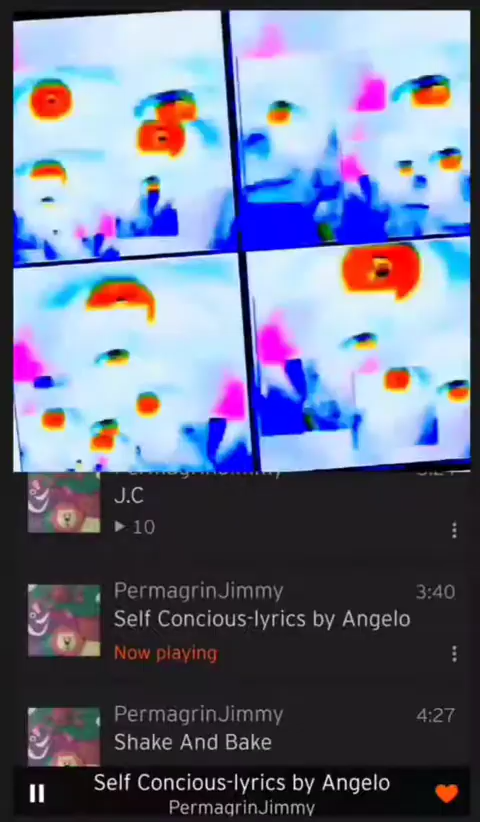 J.C
10
PermagrinJimmy
3:40
Self Concious-lyrics by Angelo
Now playing
PermagrinJimmy
4:27
Shake And Bake
Self Concious-lyrics by Angelo
PermagrinJimmy